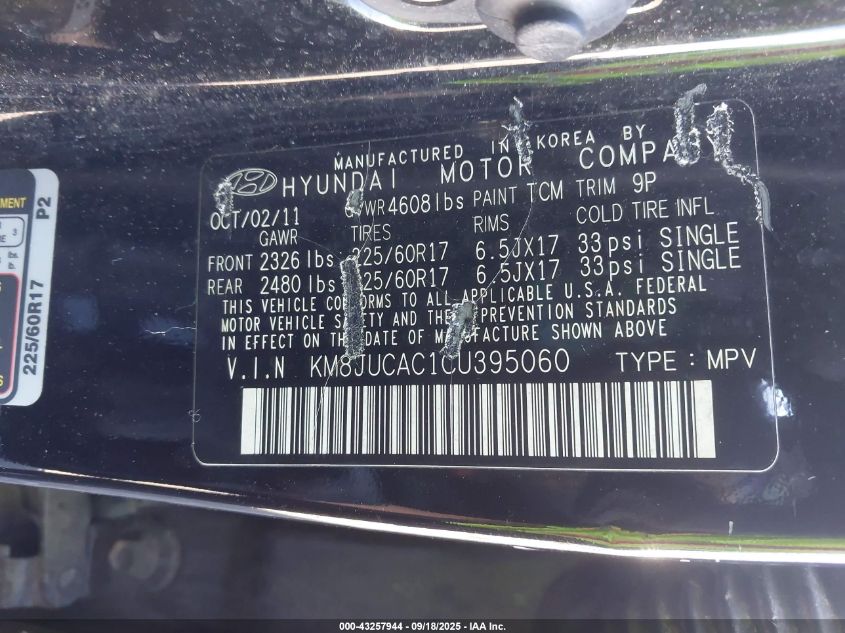 MANUFACTURED IN KOREA BY
HYUNDAI MOTOR COMPA
OCT/02/11 GVWR 4608 lbs PAINT TCM TRIM 9P
GAWR TIRES RIMS COLD TIRE INFL
FRONT 2326 lbs 225/60R17 6.5JX17 33psi SINGLE
REAR 2480 lbs 225/60R17 6.5JX17 33psi SINGLE
THIS VEHICLE CONFORMS TO ALL APPLICABLE U.S.A. FEDERAL
MOTOR VEHICLE SAFETY AND THEFT PREVENTION STANDARDS
IN EFFECT ON THE DATE OF MANUFACTURE SHOWN ABOVE
V.I.N KM8JUCAC1CU395060 TYPE : MPV
225/60R17 P2
000-43257944 - 09/18/2025 - IAA Inc.